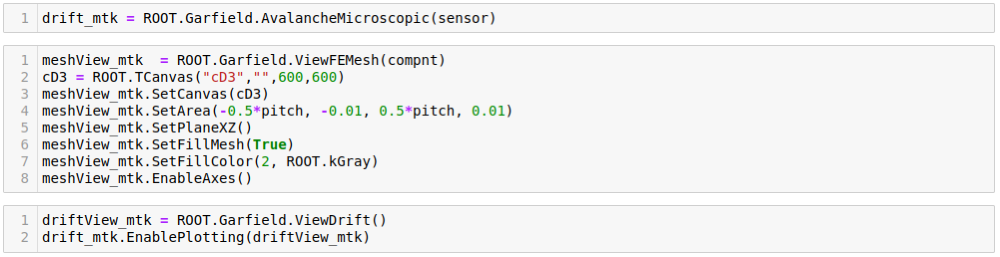 1 drift_mtk = ROOT.Garfield.AvalancheMicroscopic(sensor)
1 meshView_mtk  = ROOT.Garfield.ViewFEMesh(compnt)
2 cD3 = ROOT.TCanvas("cD3","",600,600)
3 meshView_mtk.SetCanvas(cD3)
4 meshView_mtk.SetArea(-0.5*pitch, -0.01, 0.5*pitch, 0.01)
5 meshView_mtk.SetPlaneXZ()
6 meshView_mtk.SetFillMesh(True)
7 meshView_mtk.SetFillColor(2, ROOT.kGray)
8 meshView_mtk.EnableAxes()
1 driftView_mtk = ROOT.Garfield.ViewDrift()
2 drift_mtk.EnablePlotting(driftView_mtk)